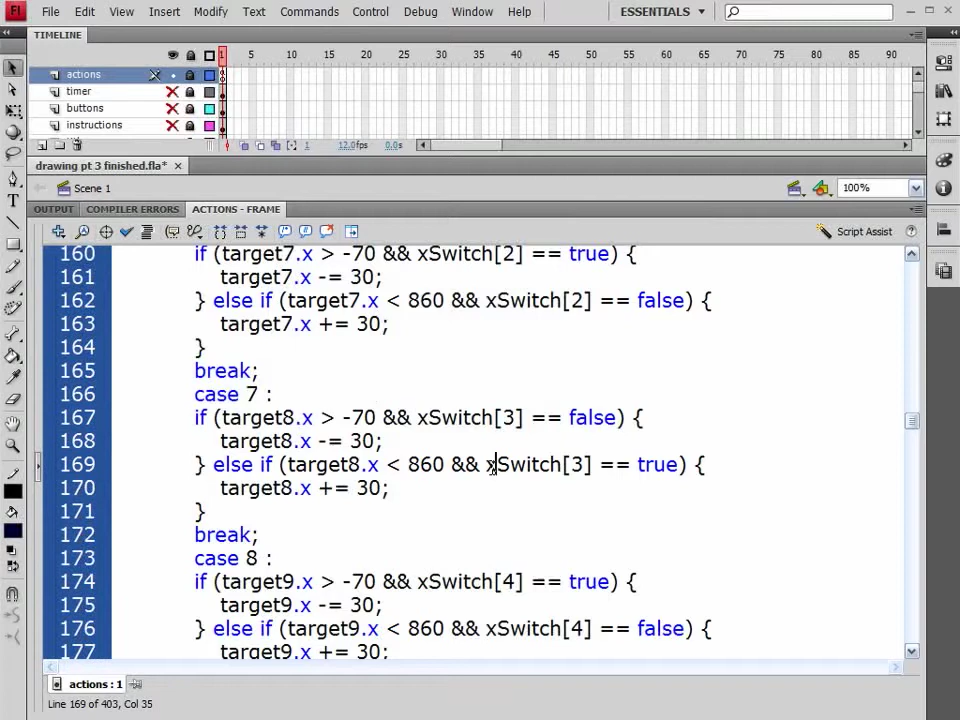 Fl File Edit View Insert Modify Text Commands Control Debug Window Help ESSENTIALS
TIMELINE
1 5 10 15 20 25 30 35 40 45 50 55 60 65 70 75 80 85 90
actions
timer
buttons
instructions
1 12.0fps 0.0s
drawing pt 3 finished.fla*
Scene 1 100%
OUTPUT COMPILER ERRORS ACTIONS - FRAME
Script Assist
160 if (target7.x > -70 && xSwitch[2] == true) {
161 target7.x -= 30;
162 } else if (target7.x < 860 && xSwitch[2] == false) {
163 target7.x += 30;
164 }
165 break;
166 case 7 :
167 if (target8.x > -70 && xSwitch[3] == false) {
168 target8.x -= 30;
169 } else if (target8.x < 860 && xSwitch[3] == true) {
170 target8.x += 30;
171 }
172 break;
173 case 8 :
174 if (target9.x > -70 && xSwitch[4] == true) {
175 target9.x -= 30;
176 } else if (target9.x < 860 && xSwitch[4] == false) {
177 target9.x += 30;
actions : 1
Line 169 of 403, Col 35